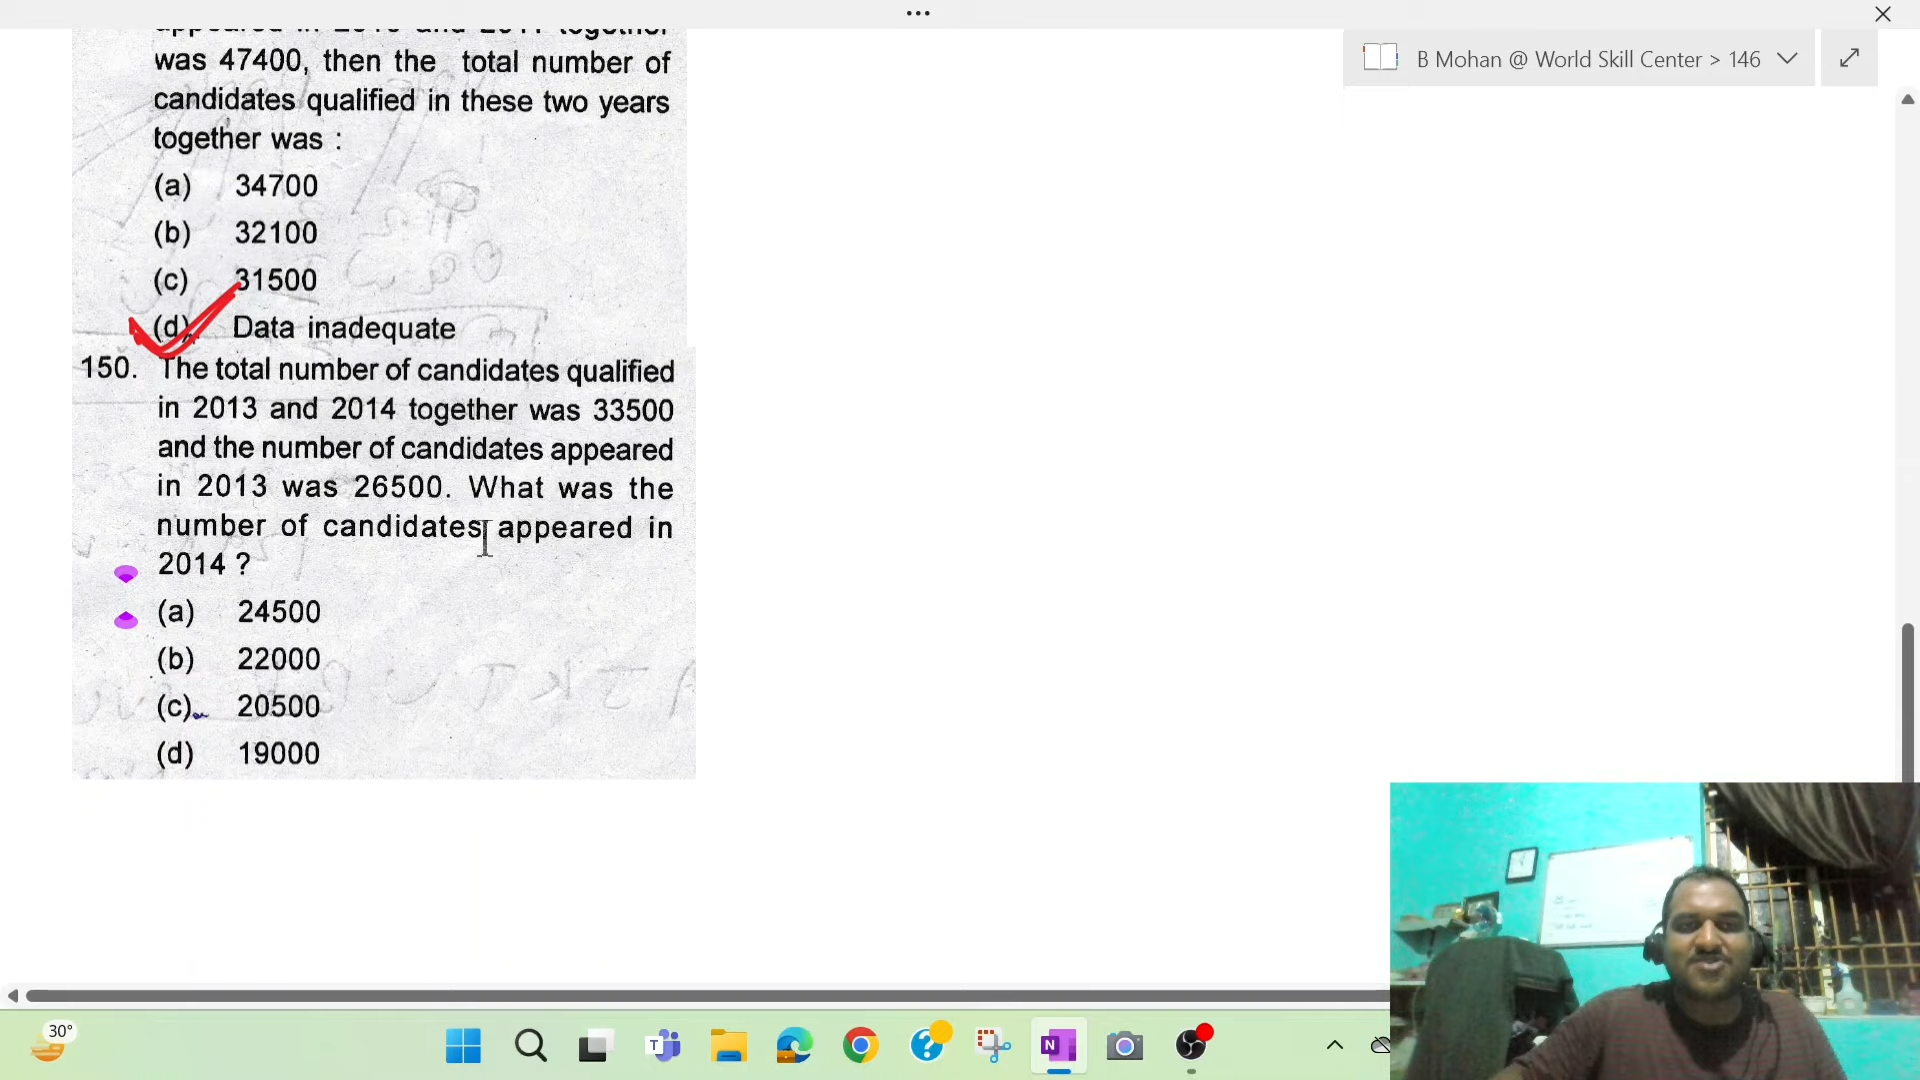 B Mohan @ World Skill Center > 146
was 47400, then the total number of
candidates qualified in these two years
together was :
(a) 34700
(b) 32100
(c) 31500
(d) Data inadequate
150. The total number of candidates qualified
in 2013 and 2014 together was 33500
and the number of candidates appeared
in 2013 was 26500. What was the
number of candidates appeared in
2014 ?
(a) 24500
(b) 22000
(c) 20500
(d) 19000
30°